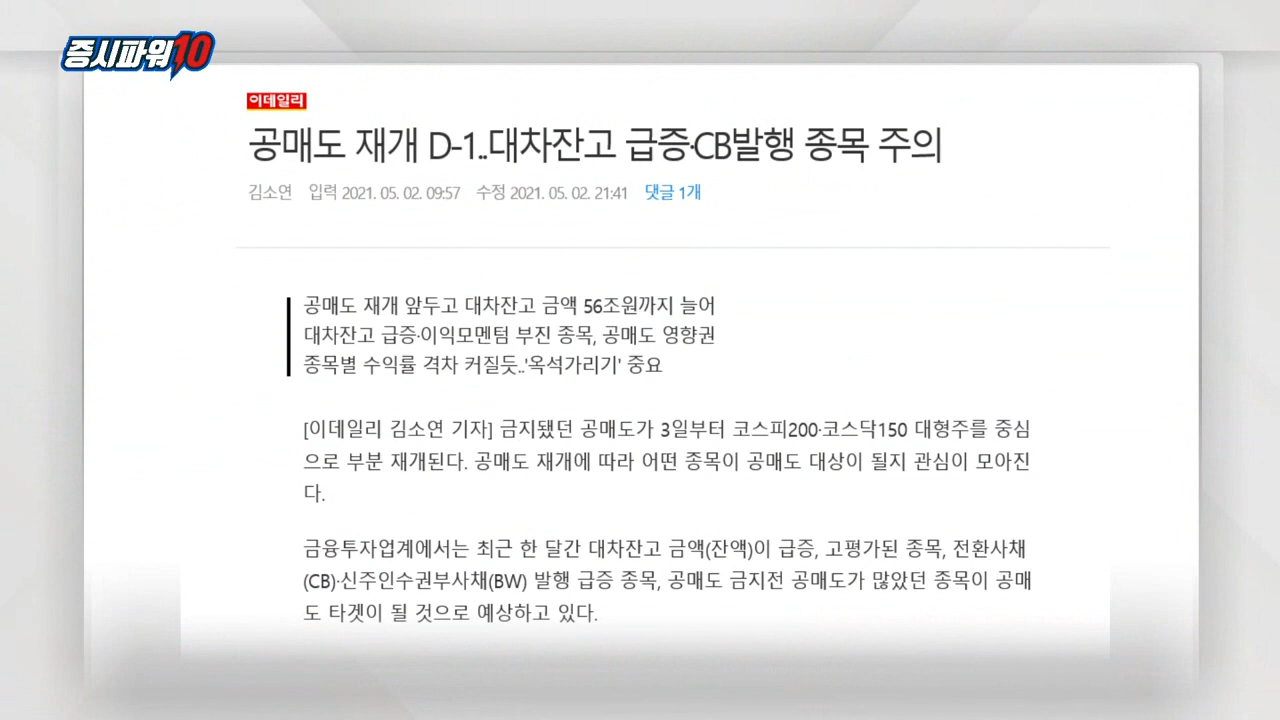 증시파워10
이데일리
공매도 재개 D-1..대차잔고 급증·CB발행 종목 주의
김소연 입력 2021. 05. 02. 09:57 수정 2021. 05. 02. 21:41 댓글 1개
공매도 재개 앞두고 대차잔고 금액 56조원까지 늘어
대차잔고 급증·이익모멘텀 부진 종목, 공매도 영향권
종목별 수익률 격차 커질듯..'옥석가리기' 중요
[이데일리 김소연 기자] 금지됐던 공매도가 3일부터 코스피200·코스닥150 대형주를 중심
으로 부분 재개된다. 공매도 재개에 따라 어떤 종목이 공매도 대상이 될지 관심이 모아진
다.
금융투자업계에서는 최근 한 달간 대차잔고 금액(잔액)이 급증, 고평가된 종목, 전환사채
(CB)·신주인수권부사채(BW) 발행 급증 종목, 공매도 금지전 공매도가 많았던 종목이 공매
도 타겟이 될 것으로 예상하고 있다.